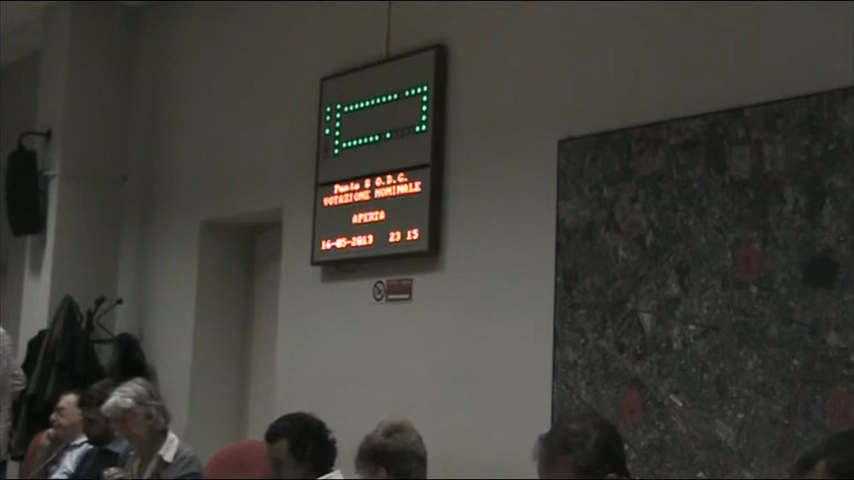 Punto 8 O.D.G.
VOTAZIONE NOMINALE
APERTA
16-05-2013 23 15